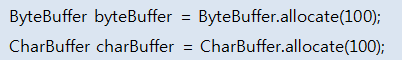 ByteBuffer byteBuffer = ByteBuffer.allocate(100);
CharBuffer charBuffer = CharBuffer.allocate(100);